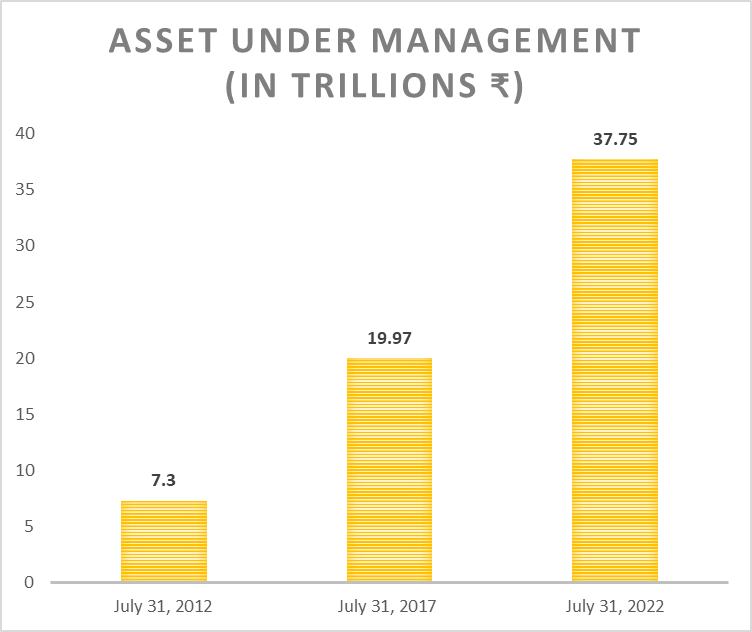 ASSET UNDER MANAGEMENT
(IN TRILLIONS ₹)
40
35
30
25
20
15
10
5
0
7.3
19.97
37.75
July 31, 2012
July 31, 2017
July 31, 2022